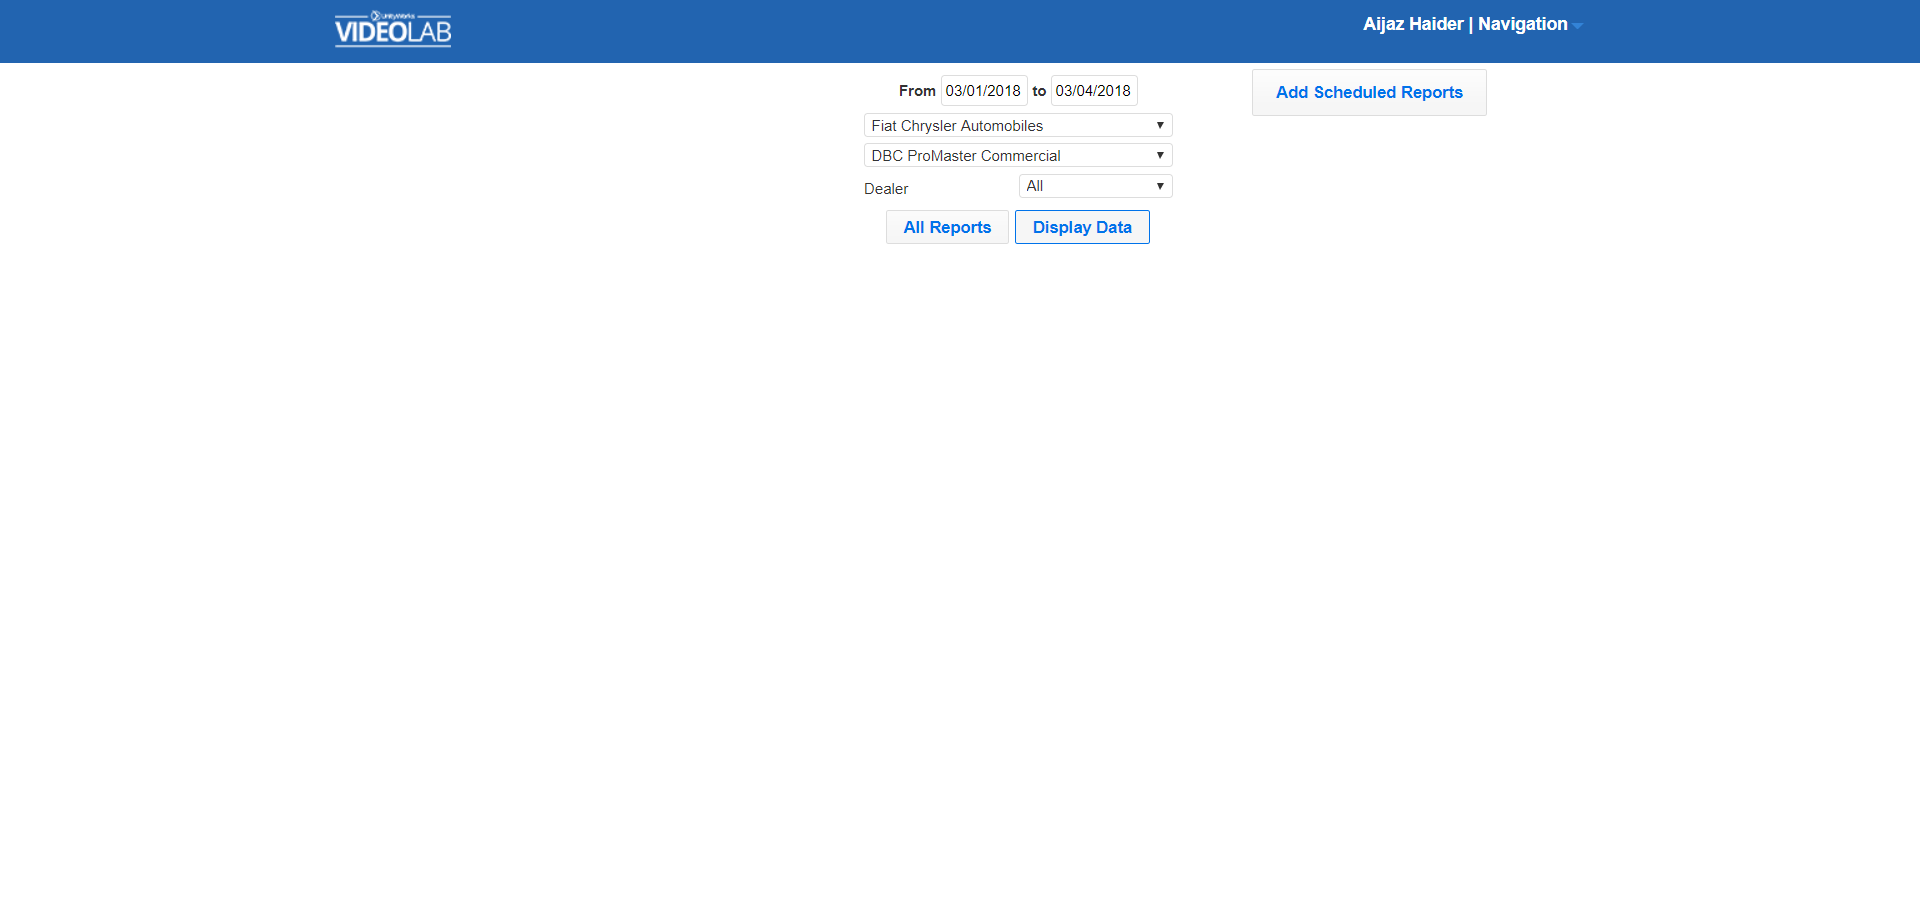 UnityWorks
VIDEOLAB
Aijaz Haider | Navigation
From 03/01/2018 to 03/04/2018
Add Scheduled Reports
Fiat Chrysler Automobiles
DBC ProMaster Commercial
Dealer All
All Reports Display Data